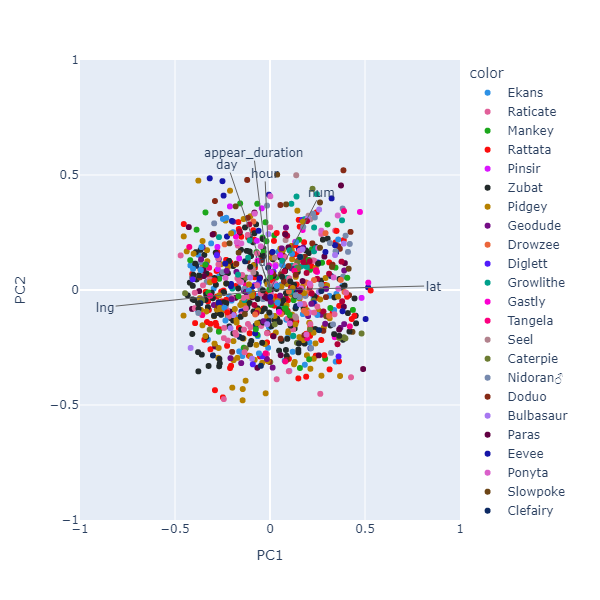 color
Ekans
Raticate
Mankey
Rattata
Pinsir
Zubat
Pidgey
Geodude
Drowzee
Diglett
Growlithe
Gastly
Tangela
Seel
Caterpie
Nidoran♂
Doduo
Bulbasaur
Paras
Eevee
Ponyta
Slowpoke
Clefairy
1
0.5
0
−0.5
−1
PC2
appear_duration
day
hour
num
lat
lng
−1
−0.5
0
0.5
1
PC1